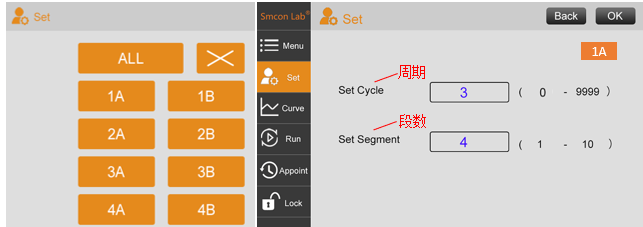 Set
ALL
1A 1B
2A 2B
3A 3B
4A 4B
Smcon Lab®
Menu
Set
Curve
Run
Appoint
Lock
Set
Back OK
1A
周期
Set Cycle 3 ( 0 - 9999 )
段数
Set Segment 4 ( 1 - 10 )